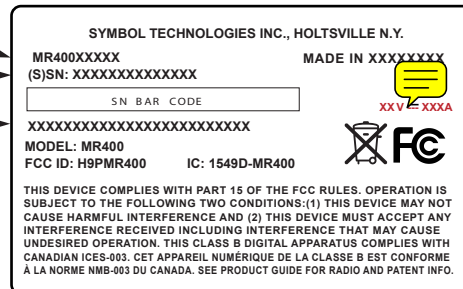 SYMBOL TECHNOLOGIES INC., HOLTSVILLE N.Y.
MR400XXXXX MADE IN XXXXXXXX
(S)SN: XXXXXXXXXXXXXX
SN BAR CODE
XX V XXXA
XXXXXXXXXXXXXXXXXXXXXXXXX
MODEL: MR400
FCC ID: H9PMR400 IC: 1549D-MR400
FC
THIS DEVICE COMPLIES WITH PART 15 OF THE FCC RULES. OPERATION IS
SUBJECT TO THE FOLLOWING TWO CONDITIONS:(1) THIS DEVICE MAY NOT
CAUSE HARMFUL INTERFERENCE AND (2) THIS DEVICE MUST ACCEPT ANY
INTERFERENCE RECEIVED INCLUDING INTERFERENCE THAT MAY CAUSE
UNDESIRED OPERATION. THIS CLASS B DIGITAL APPARATUS COMPLIES WITH
CANADIAN ICES-003. CET APPAREIL NUMÉRIQUE DE LA CLASSE B EST CONFORME
À LA NORME NMB-003 DU CANADA. SEE PRODUCT GUIDE FOR RADIO AND PATENT INFO.